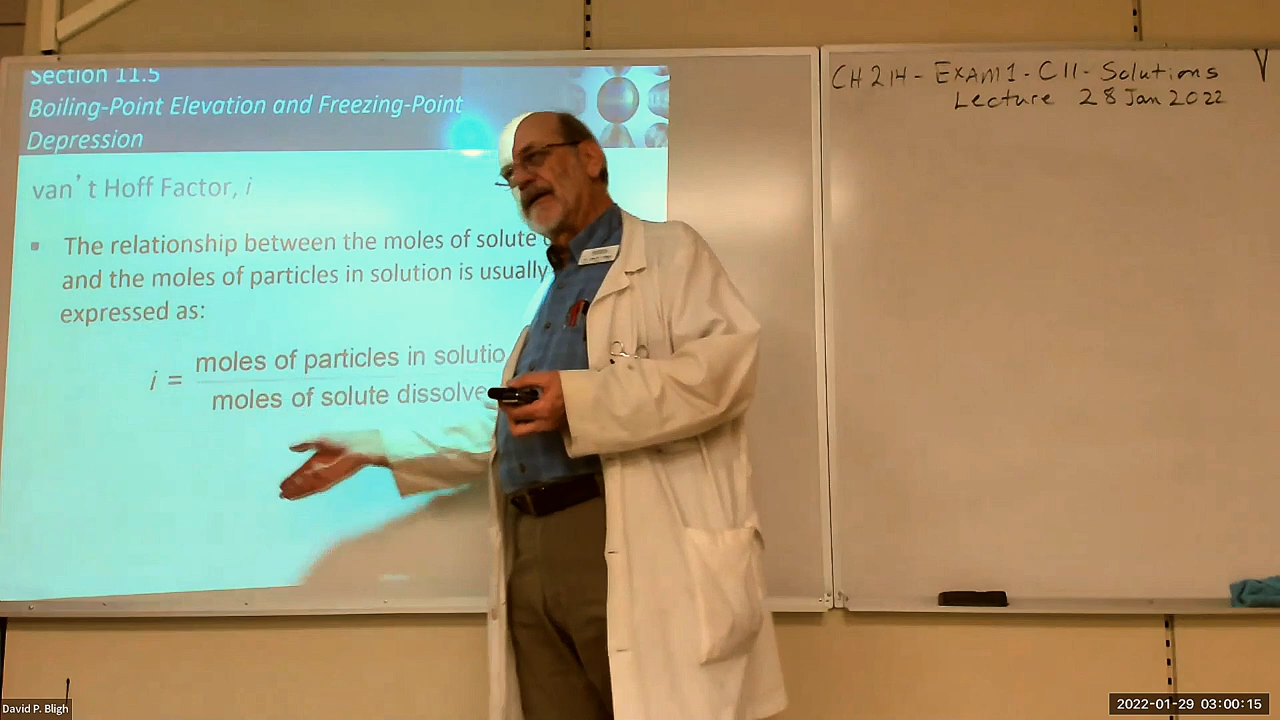 Section 11.5
Boiling-Point Elevation and Freezing-Point
Depression
van't Hoff Factor, i
▪ The relationship between the moles of solute
and the moles of particles in solution is usually
expressed as:
i = moles of particles in solutio
moles of solute dissolve
CH 214 - EXAM 1 - C11 - Solutions
Lecture 28 Jan 2022
David P. Bligh
2022-01-29 03:00:15